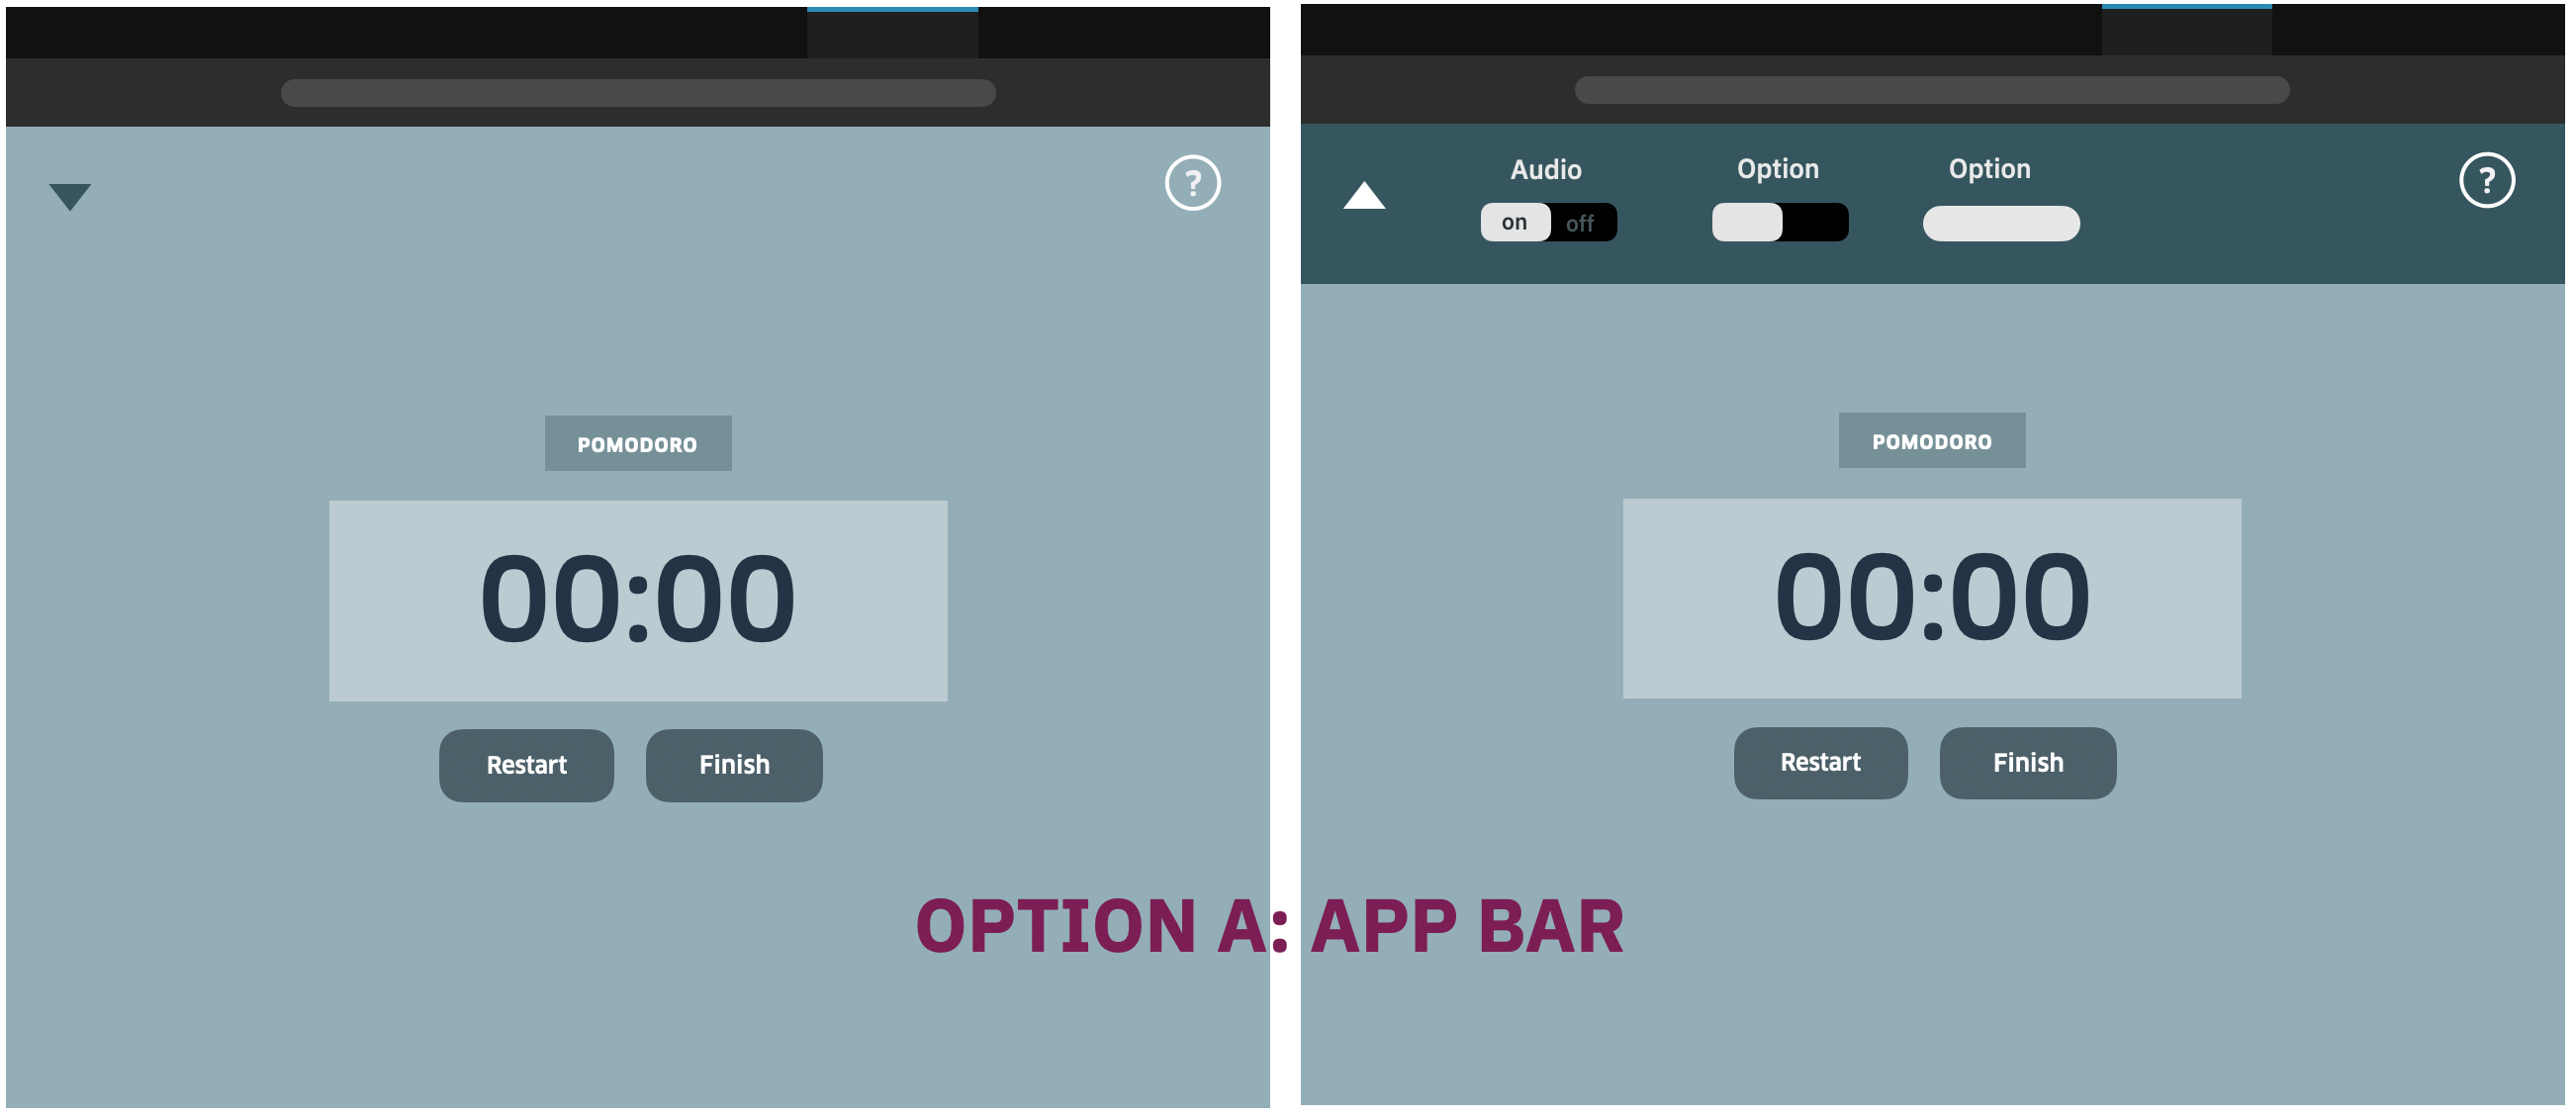 ?
POMODORO
00:00
Restart
Finish
Audio
Option
Option
on off
?
POMODORO
00:00
Restart
Finish
OPTION A: APP BAR